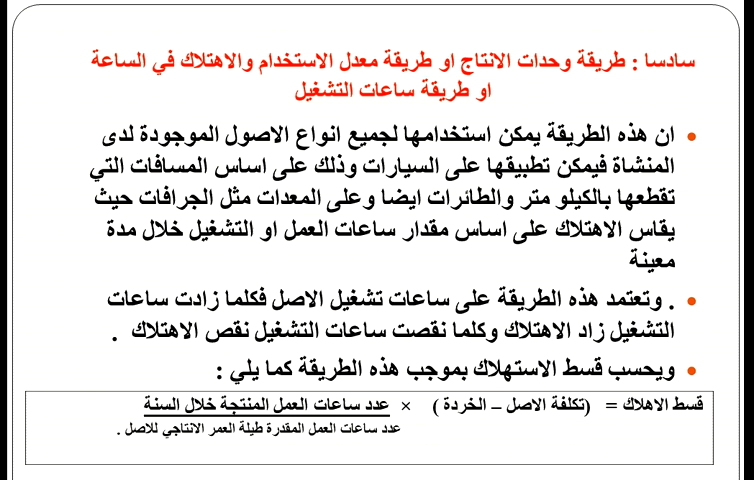 سادسا : طريقة وحدات الانتاج او طريقة معدل الاستخدام والاهتلاك في الساعة
او طريقة ساعات التشغيل
• ان هذه الطريقة يمكن استخدامها لجميع انواع الاصول الموجودة لدى
المنشاة فيمكن تطبيقها على السيارات وذلك على اساس المسافات التي
تقطعها بالكيلو متر والطائرات ايضا وعلى المعدات مثل الجرافات حيث
يقاس الاهتلاك على اساس مقدار ساعات العمل او التشغيل خلال مدة
معينة
• . وتعتمد هذه الطريقة على ساعات تشغيل الاصل فكلما زادت ساعات
التشغيل زاد الاهتلاك وكلما نقصت ساعات التشغيل نقص الاهتلاك .
• ويحسب قسط الاستهلاك بموجب هذه الطريقة كما يلي :
قسط الاهلاك = (تكلفة الاصل – الخردة ) × عدد ساعات العمل المنتجة خلال السنة
عدد ساعات العمل المقدرة طيلة العمر الانتاجي للاصل .